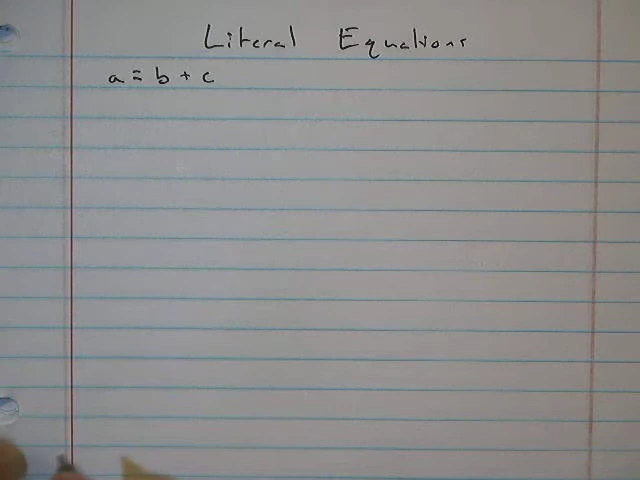 Literal Equations
a = b + c